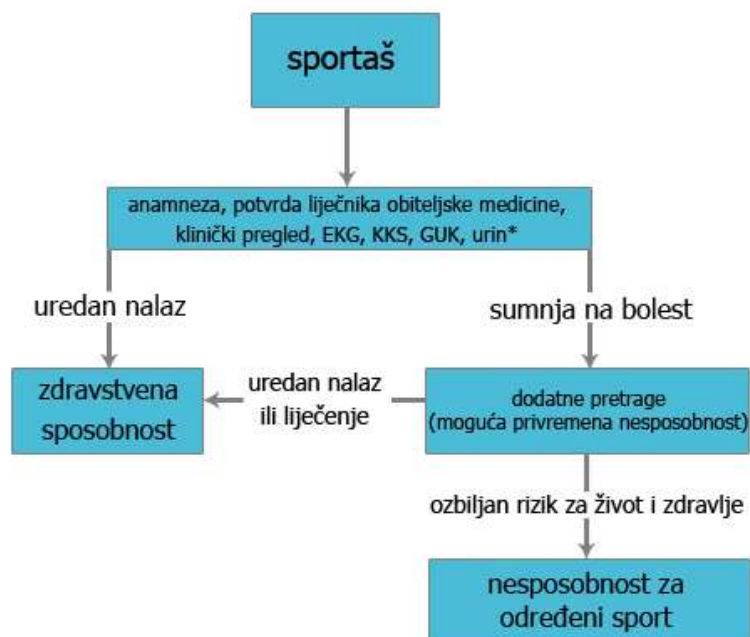 sportaš
anamneza, potvrda liječnika obiteljske medicine,
klinički pregled, EKG, KKS, GUK, urin*
uredan nalaz
sumnja na bolest
zdravstvena
sposobnost
uredan nalaz
ili liječenje
dodatne pretrage
(moguća privremena nesposobnost)
ozbiljan rizik za život i zdravlje
nesposobnost za
određeni sport